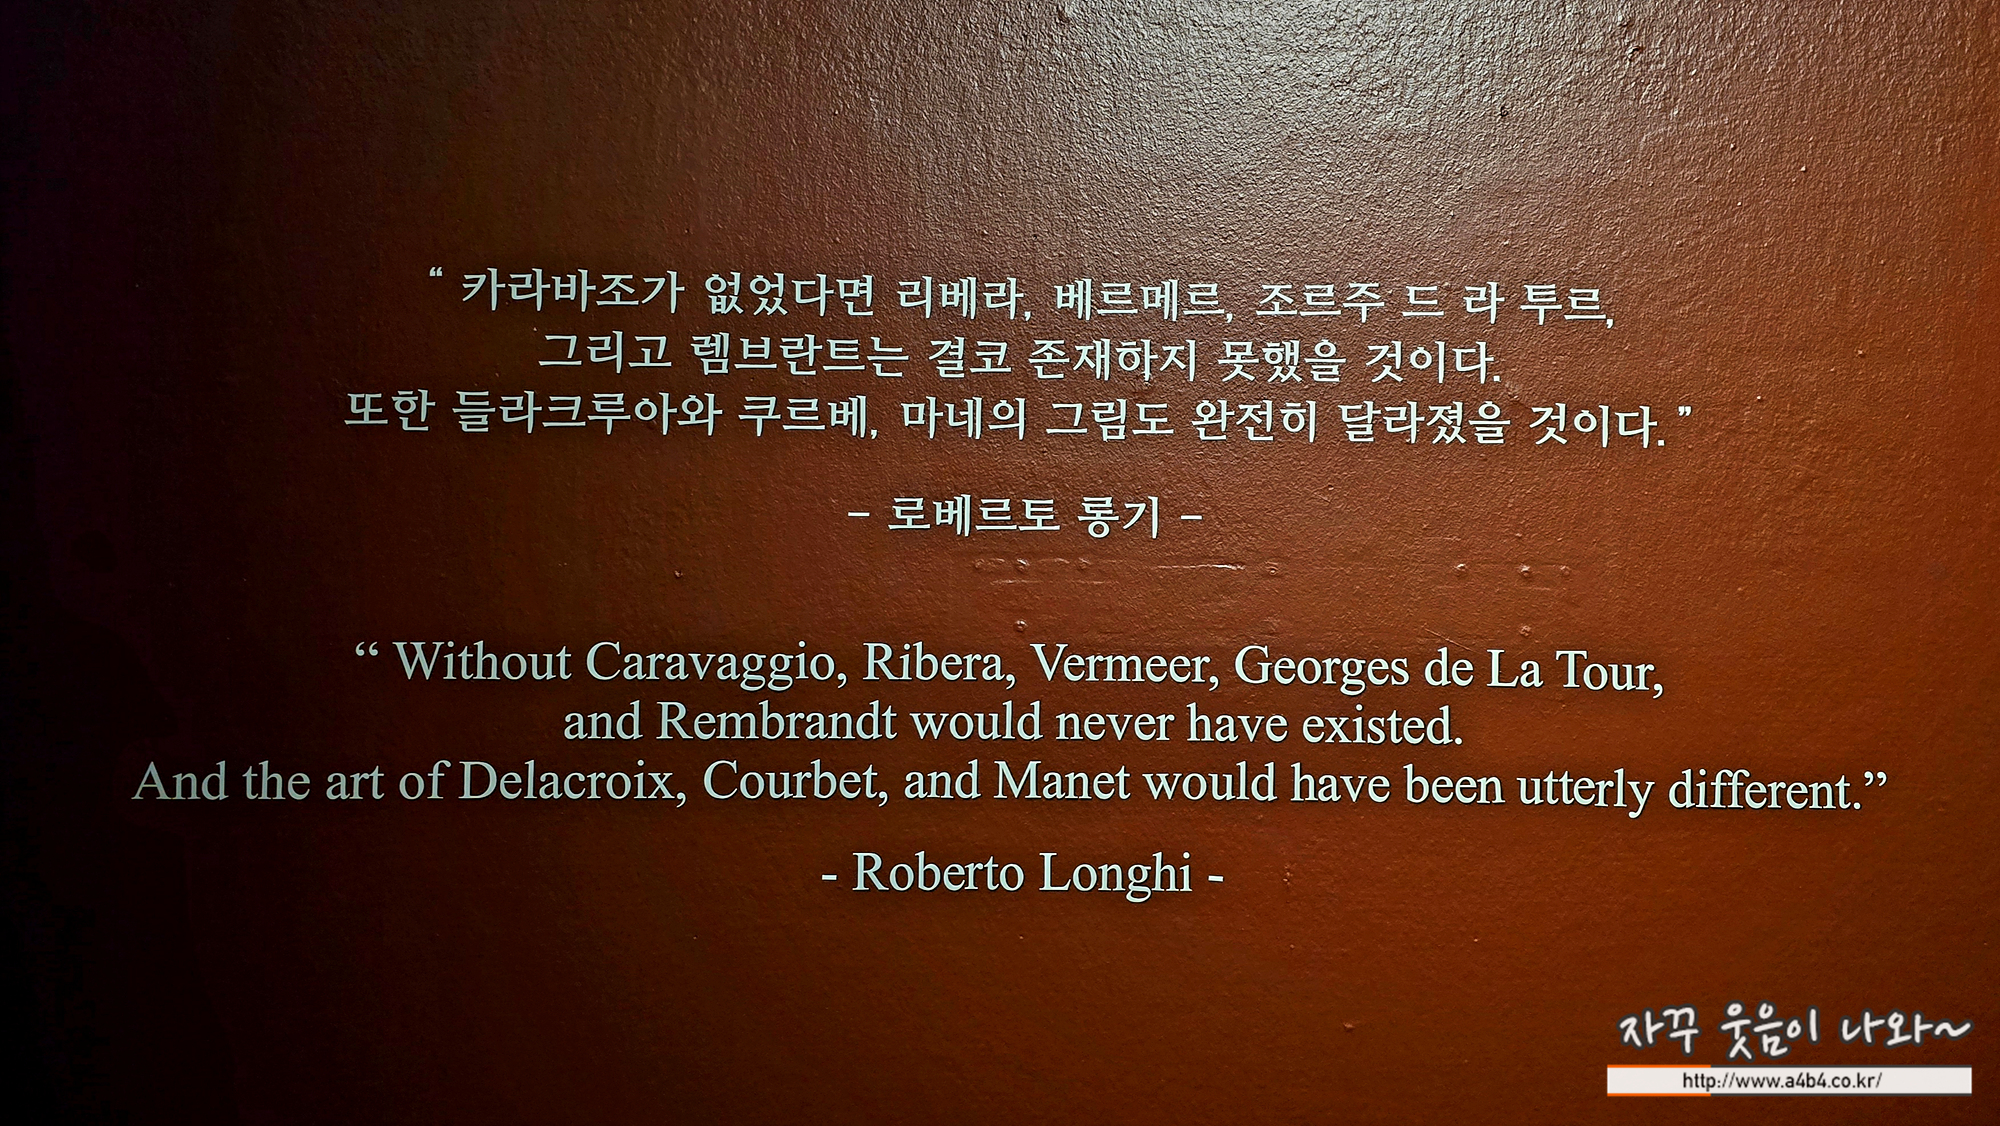 “ 카라바조가 없었다면 리베라, 베르메르, 조르주 드 라 투르,
그리고 렘브란트는 결코 존재하지 못했을 것이다.
또한 들라크루아와 쿠르베, 마네의 그림도 완전히 달라졌을 것이다. ”
- 로베르토 롱기 -
“ Without Caravaggio, Ribera, Vermeer, Georges de La Tour,
and Rembrandt would never have existed.
And the art of Delacroix, Courbet, and Manet would have been utterly different.”
- Roberto Longhi -
자꾸 웃음이 나와~
http://www.a4b4.co.kr/